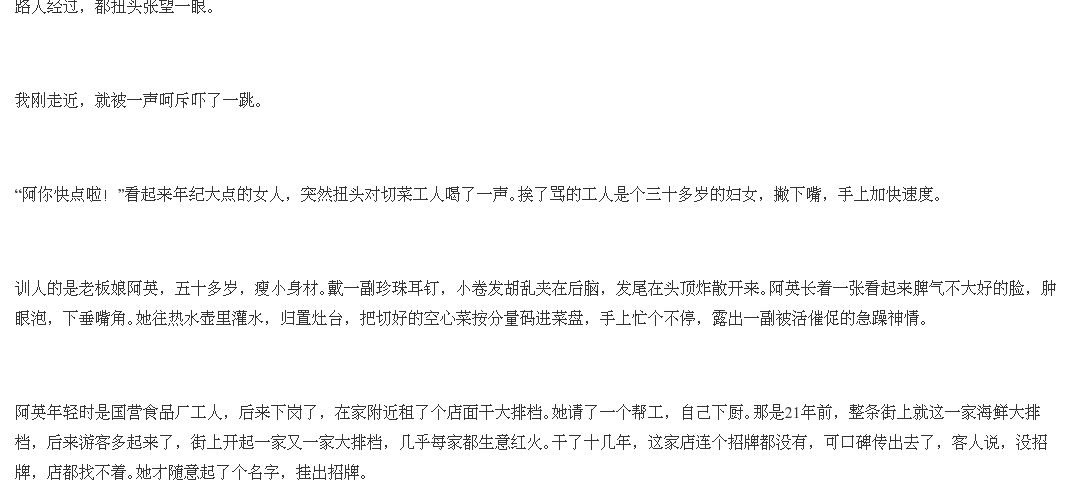 路人经过，都扭头张望一眼。
我刚走近，就被一声呵斥吓了一跳。
“阿你快点啦！”看起来年纪大点的女人，突然扭头对切菜工人喝了一声。挨了骂的工人是个三十多岁的妇女，撇下嘴，手上加快速度。
训人的是老板娘阿英，五十多岁，瘦小身材。戴一副珍珠耳钉，小卷发胡乱夹在后脑，发尾在头顶炸散开来。阿英长着一张看起来脾气不大好的脸，肿
眼泡，下垂嘴角。她往热水壶里灌水，归置灶台，把切好的空心菜按分量码进菜盘，手上忙个不停，露出一副被活催促的急躁神情。
阿英年轻时是国营食品厂工人，后来下岗了，在家附近租了个店面干大排档。她请了一个帮工，自己下厨。那是21年前，整条街上就这一家海鲜大排
档，后来游客多起来了，街上开起一家又一家大排档，几乎每家都生意红火。干了十几年，这家店连个招牌都没有，可口碑传出去了，客人说，没招
牌，店都找不着。她才随意起了个名字，挂出招牌。